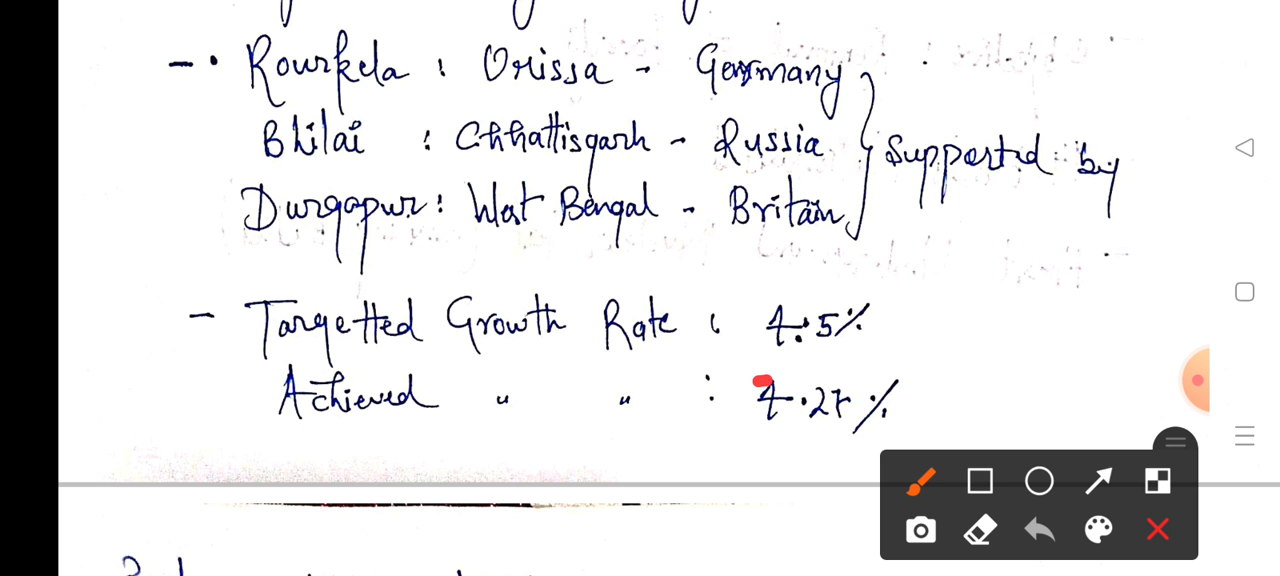 - • Rourkela : Orissa - Germany
Bhilai : Chhattisgarh - Russia } Supported by
Durgapur : West Bengal - Britain
- Targetted Growth Rate : 4.5%
Achieved " " : 4.27%